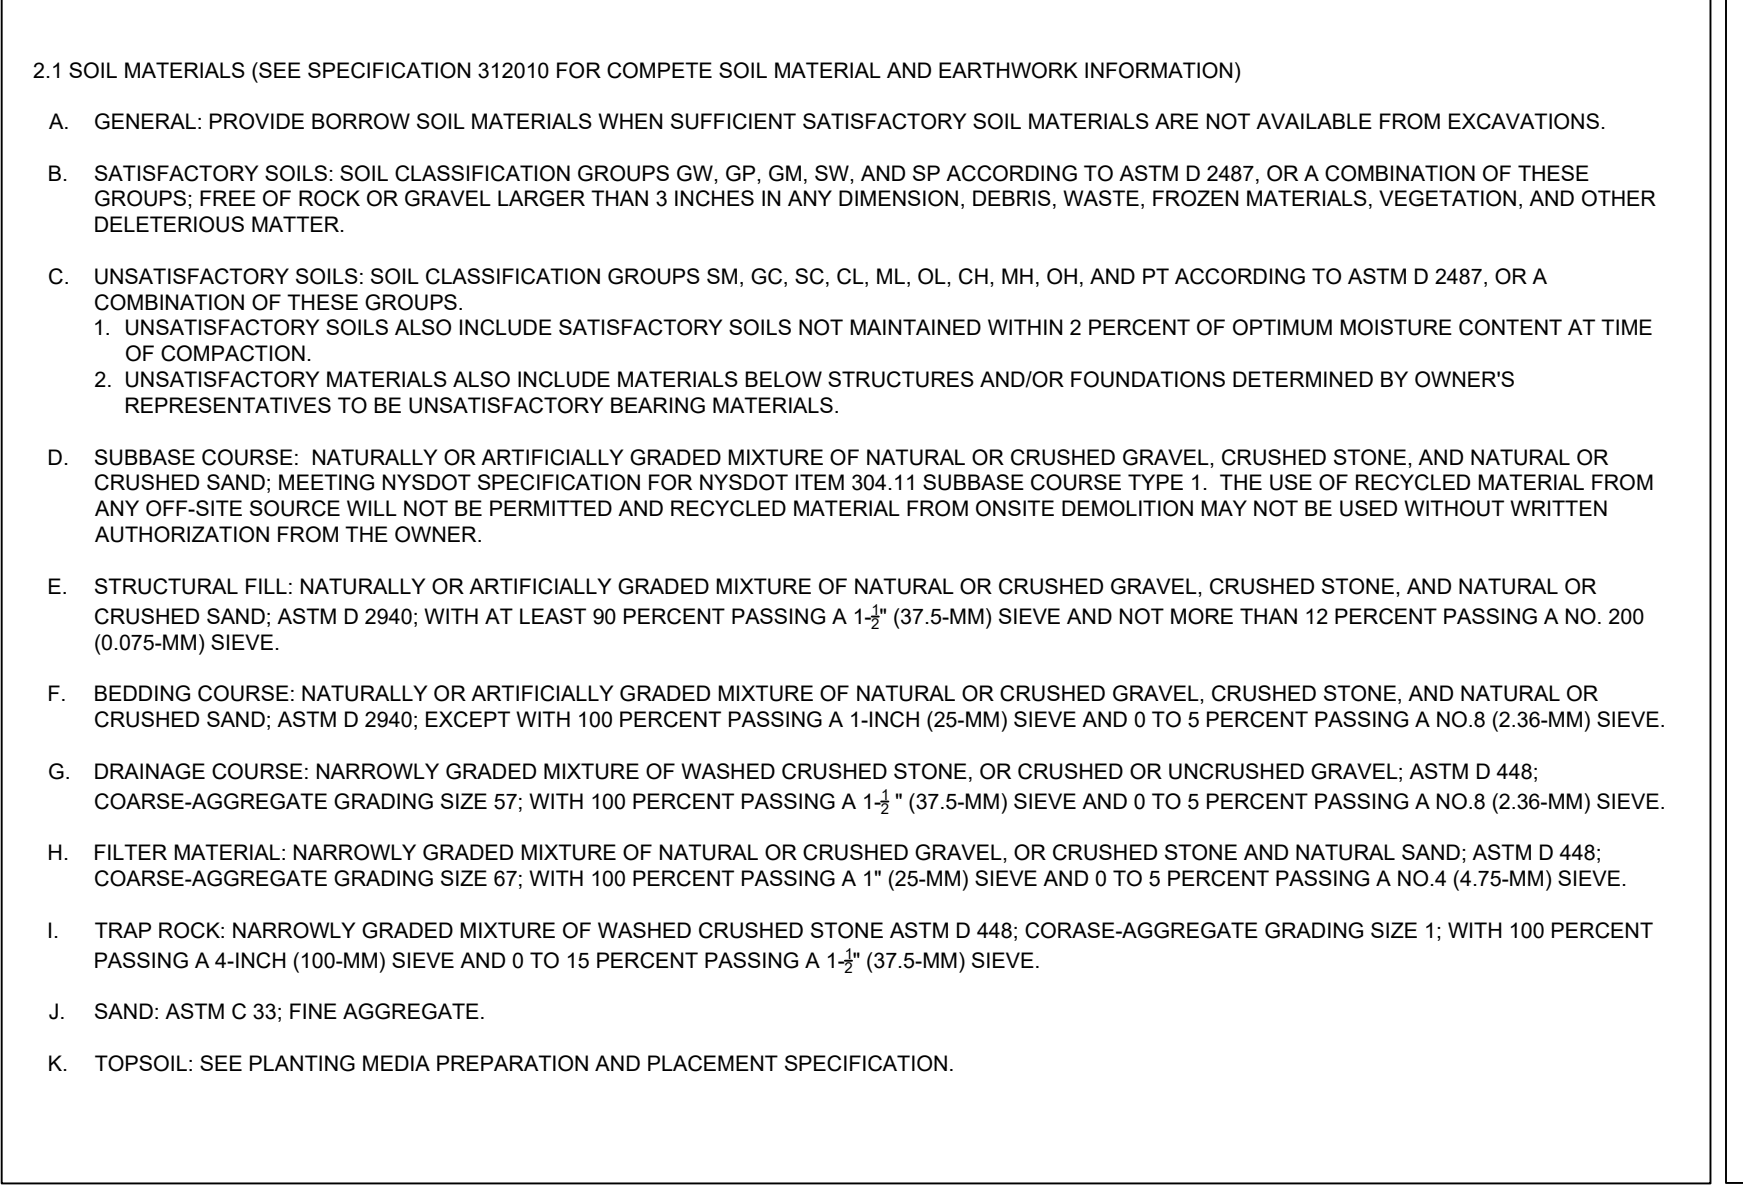 2.1 SOIL MATERIALS (SEE SPECIFICATION 312010 FOR COMPETE SOIL MATERIAL AND EARTHWORK INFORMATION)
A. GENERAL: PROVIDE BORROW SOIL MATERIALS WHEN SUFFICIENT SATISFACTORY SOIL MATERIALS ARE NOT AVAILABLE FROM EXCAVATIONS.
B. SATISFACTORY SOILS: SOIL CLASSIFICATION GROUPS GW, GP, GM, SW, AND SP ACCORDING TO ASTM D 2487, OR A COMBINATION OF THESE
GROUPS; FREE OF ROCK OR GRAVEL LARGER THAN 3 INCHES IN ANY DIMENSION, DEBRIS, WASTE, FROZEN MATERIALS, VEGETATION, AND OTHER
DELETERIOUS MATTER.
C. UNSATISFACTORY SOILS: SOIL CLASSIFICATION GROUPS SM, GC, SC, CL, ML, OL, CH, MH, OH, AND PT ACCORDING TO ASTM D 2487, OR A
COMBINATION OF THESE GROUPS.
1. UNSATISFACTORY SOILS ALSO INCLUDE SATISFACTORY SOILS NOT MAINTAINED WITHIN 2 PERCENT OF OPTIMUM MOISTURE CONTENT AT TIME
OF COMPACTION.
2. UNSATISFACTORY MATERIALS ALSO INCLUDE MATERIALS BELOW STRUCTURES AND/OR FOUNDATIONS DETERMINED BY OWNER'S
REPRESENTATIVES TO BE UNSATISFACTORY BEARING MATERIALS.
D. SUBBASE COURSE: NATURALLY OR ARTIFICIALLY GRADED MIXTURE OF NATURAL OR CRUSHED GRAVEL, CRUSHED STONE, AND NATURAL OR
CRUSHED SAND; MEETING NYSDOT SPECIFICATION FOR NYSDOT ITEM 304.11 SUBBASE COURSE TYPE 1. THE USE OF RECYCLED MATERIAL FROM
ANY OFF-SITE SOURCE WILL NOT BE PERMITTED AND RECYCLED MATERIAL FROM ONSITE DEMOLITION MAY NOT BE USED WITHOUT WRITTEN
AUTHORIZATION FROM THE OWNER.
E. STRUCTURAL FILL: NATURALLY OR ARTIFICIALLY GRADED MIXTURE OF NATURAL OR CRUSHED GRAVEL, CRUSHED STONE, AND NATURAL OR
CRUSHED SAND; ASTM D 2940; WITH AT LEAST 90 PERCENT PASSING A 1-½" (37.5-MM) SIEVE AND NOT MORE THAN 12 PERCENT PASSING A NO. 200
(0.075-MM) SIEVE.
F. BEDDING COURSE: NATURALLY OR ARTIFICIALLY GRADED MIXTURE OF NATURAL OR CRUSHED GRAVEL, CRUSHED STONE, AND NATURAL OR
CRUSHED SAND; ASTM D 2940; EXCEPT WITH 100 PERCENT PASSING A 1-INCH (25-MM) SIEVE AND 0 TO 5 PERCENT PASSING A NO.8 (2.36-MM) SIEVE.
G. DRAINAGE COURSE: NARROWLY GRADED MIXTURE OF WASHED CRUSHED STONE, OR CRUSHED OR UNCRUSHED GRAVEL; ASTM D 448;
COARSE-AGGREGATE GRADING SIZE 57; WITH 100 PERCENT PASSING A 1-½ " (37.5-MM) SIEVE AND 0 TO 5 PERCENT PASSING A NO.8 (2.36-MM) SIEVE.
H. FILTER MATERIAL: NARROWLY GRADED MIXTURE OF NATURAL OR CRUSHED GRAVEL, OR CRUSHED STONE AND NATURAL SAND; ASTM D 448;
COARSE-AGGREGATE GRADING SIZE 67; WITH 100 PERCENT PASSING A 1" (25-MM) SIEVE AND 0 TO 5 PERCENT PASSING A NO.4 (4.75-MM) SIEVE.
I. TRAP ROCK: NARROWLY GRADED MIXTURE OF WASHED CRUSHED STONE ASTM D 448; CORASE-AGGREGATE GRADING SIZE 1; WITH 100 PERCENT
PASSING A 4-INCH (100-MM) SIEVE AND 0 TO 15 PERCENT PASSING A 1-½" (37.5-MM) SIEVE.
J. SAND: ASTM C 33; FINE AGGREGATE.
K. TOPSOIL: SEE PLANTING MEDIA PREPARATION AND PLACEMENT SPECIFICATION.